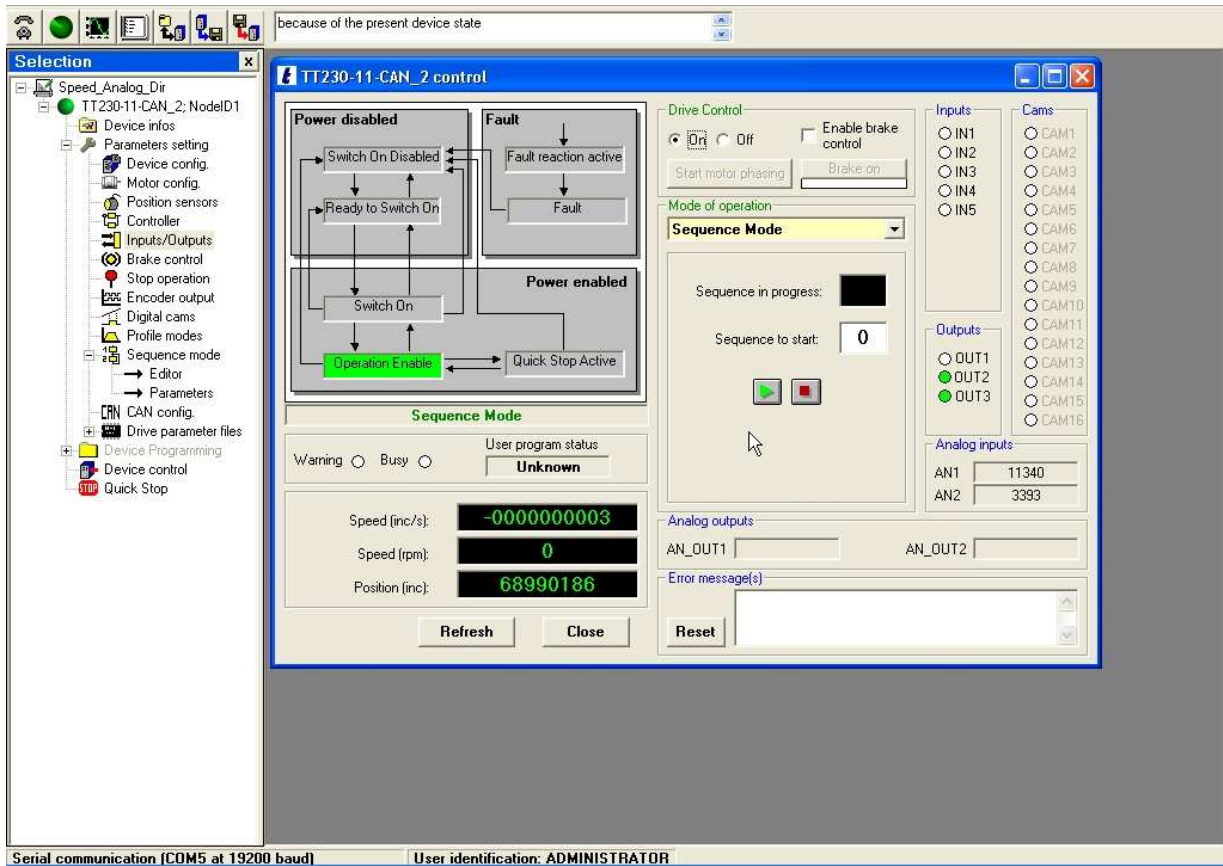 because of the present device state
Selection
Speed_Analog_Dir
TT230-11-CAN_2; NodeID1
Device infos
Parameters setting
Device config.
Motor config.
Position sensors
Controller
Inputs/Outputs
Brake control
Stop operation
Encoder output
Digital cams
Profile modes
Sequence mode
Editor
Parameters
CAN config.
Drive parameter files
Device Programming
Device control
STOP Quick Stop
TT230-11-CAN_2 control
Power disabled
Switch On Disabled
Ready to Switch On
Fault
Fault reaction active
Fault
Power enabled
Switch On
Operation Enable
Quick Stop Active
Sequence Mode
Warning Busy
User program status
Unknown
Speed (inc/s): -0000000003
Speed (rpm): 0
Position (inc): 68990186
Refresh Close
Drive Control
On Off
Enable brake control
Start motor phasing
Brake on
Mode of operation
Sequence Mode
Sequence in progress:
Sequence to start: 0
Inputs
IN1
IN2
IN3
IN4
IN5
Outputs
OUT1
OUT2
OUT3
Cams
CAM1
CAM2
CAM3
CAM4
CAM5
CAM6
CAM7
CAM8
CAM9
CAM10
CAM11
CAM12
CAM13
CAM14
CAM15
CAM16
Analog inputs
AN1 11340
AN2 3393
Analog outputs
AN_OUT1 AN_OUT2
Error message(s)
Reset
Serial communication (COM5 at 19200 baud) User identification: ADMINISTRATOR